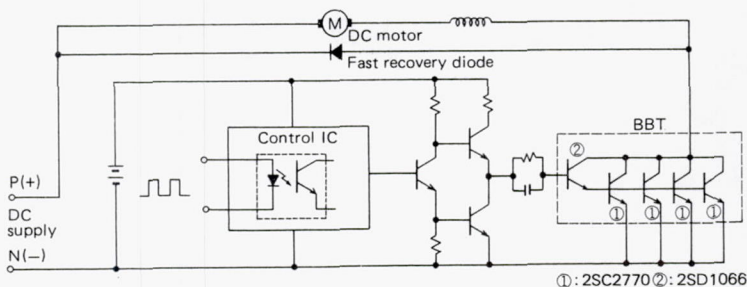 M
DC motor
Fast recovery diode
BBT
Control IC
②
P(+)
DC
supply
① ① ① ①
N(−)
①: 2SC2770 ②: 2SD1066